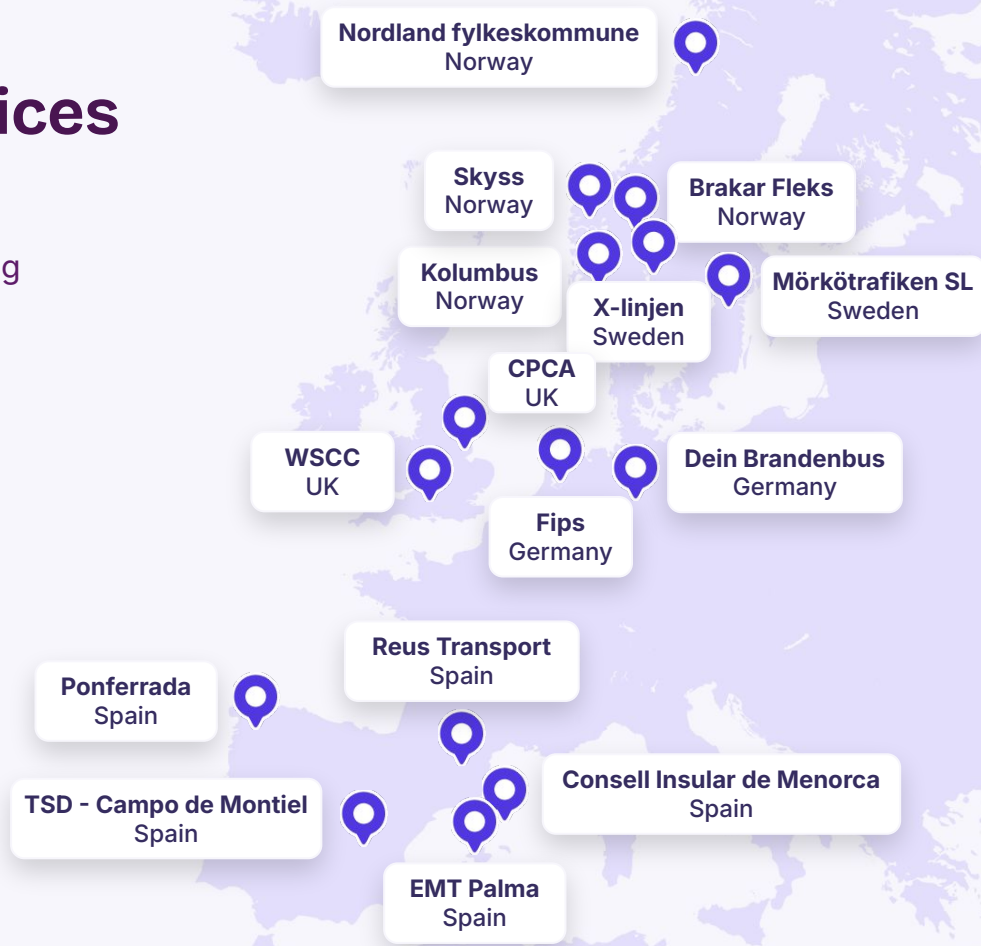 Nordland fylkeskommune
Norway
ices
Skyss
Norway
Brakar Fleks
Norway
g
Kolumbus
Norway
Mörkötrafiken SL
Sweden
X-linjen
Sweden
CPCA
UK
WSCC
UK
Dein Brandenbus
Germany
Fips
Germany
Reus Transport
Spain
Ponferrada
Spain
Consell Insular de Menorca
Spain
TSD - Campo de Montiel
Spain
EMT Palma
Spain